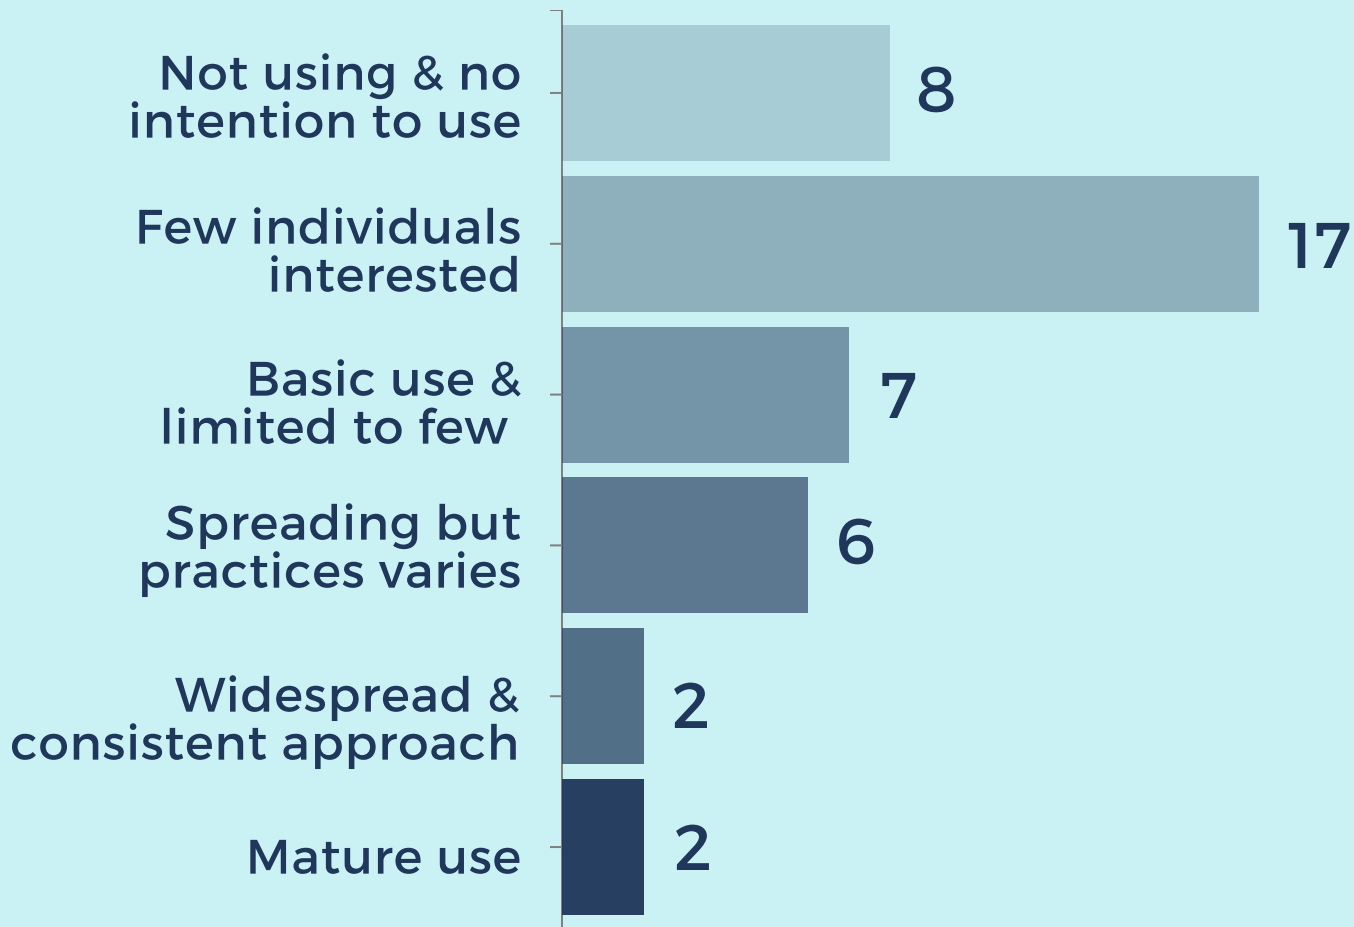 Not using & no
intention to use
8
Few individuals
interested
17
Basic use &
limited to few
7
Spreading but
practices varies
6
Widespread &
consistent approach
2
Mature use
2